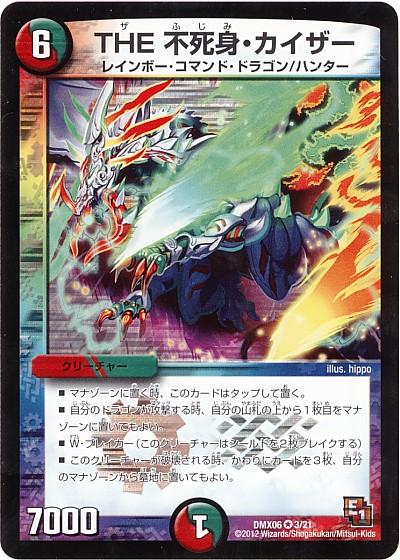 6
ザ ふじみ
THE 不死身・カイザー
レインボー・コマンド・ドラゴン/ハンター
クリーチャー
illus. hippo
■ マナゾーンに置く時、このカードはタップして置く。
■ 自分のドラゴンが攻撃する時、自分の山札の上から1枚目をマナ
ゾーンに置いてもよい。
■ W・ブレイカー(このクリーチャーはシールドを2枚ブレイクする)
■ このクリーチャーが破壊される時、かわりにカードを3枚、自分
のマナゾーンから墓地に置いてもよい。
7000
1
E1
DMX06 ✪ 3/21
©2012 Wizards/Shogakukan/Mitsui-Kids